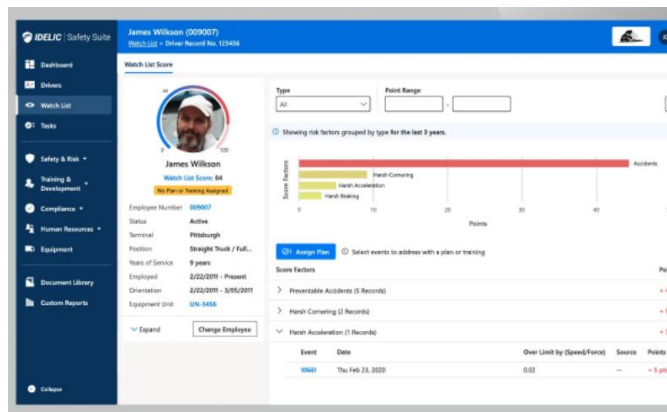 IDELIC | Safety Suite
Dashboard
Drivers
Watch List
Tasks
Safety & Risk
Training & Development
Compliance
Human Resources
Equipment
Document Library
Custom Reports
Collapse
James Wilkson (009007)
Watch List • Driver Record No. 123456
Watch List Score
40
0
100
James Wilkson
Watch List Score: 94
No Plan or Training Assigned
Employee Number 009007
Status Active
Terminal Pittsburgh
Position Straight Truck / Full...
Years of Service 9 years
Employed 2/22/2011 - Present
Orientation 2/22/2011 - 3/05/2011
Equipment Unit UN-3456
Expand
Change Employee
Type
Point Range
All
-
Showing risk factors grouped by type for the last 3 years.
Score Factors
Accidents
Harsh Cornering
Harsh Acceleration
Harsh Braking
0 10 20 30 40
Points
Assign Plan
Select events to address with a plan or training
Score Factors
Preventable Accidents (5 Records)
Harsh Cornering (2 Records)
Harsh Acceleration (1 Records)
Event Date Over Limit by (Speed/Force) Source Points
10661 Thu Feb 23, 2020 0.02 — + 5 pts